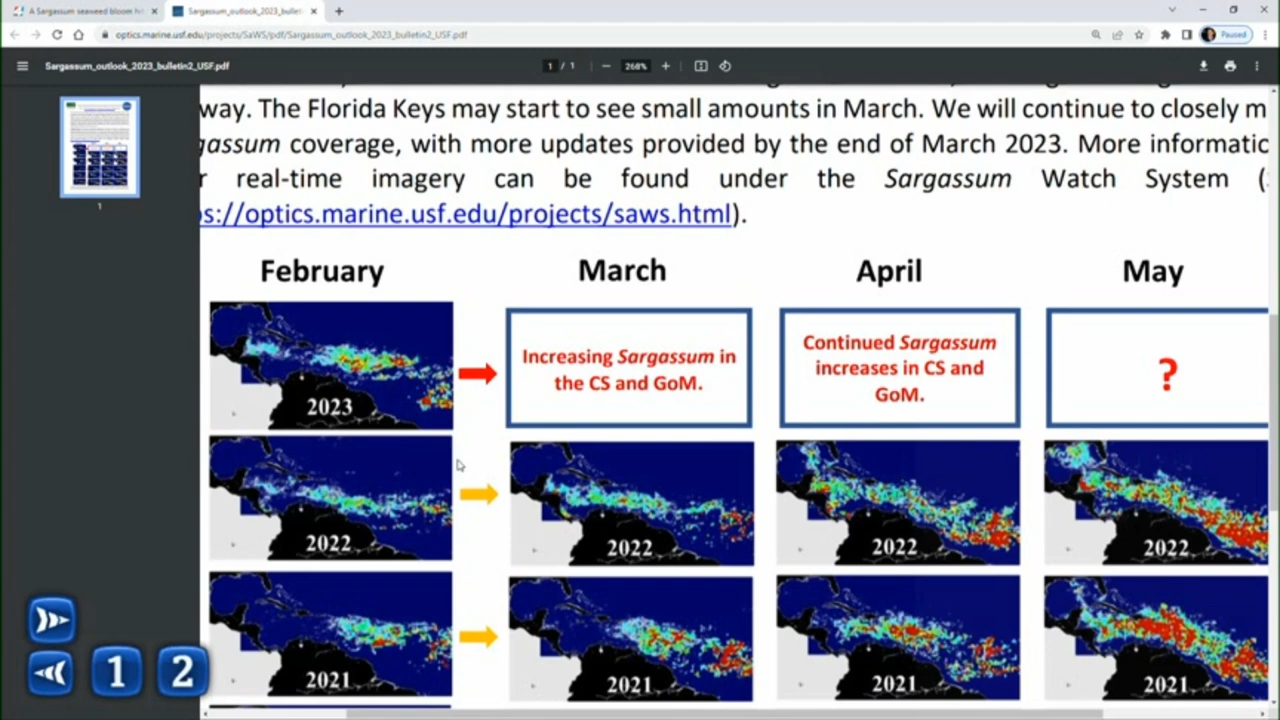 A Sargassum seaweed bloom hit
Sargassum_outlook_2023_bullet
optics.marine.usf.edu/projects/SaWS/pdf/Sargassum_outlook_2023_bulletin2_USF.pdf
Paused
Sargassum_outlook_2023_bulletin2_USF.pdf
1 / 1
268%
way. The Florida Keys may start to see small amounts in March. We will continue to closely m
gassum coverage, with more updates provided by the end of March 2023. More informatic
r real-time imagery can be found under the Sargassum Watch System (
ps://optics.marine.usf.edu/projects/saws.html).
1
February March April May
Increasing Sargassum in
the CS and GoM.
Continued Sargassum
increases in CS and
GoM.
?
2023
2022 2022 2022 2022
2021 2021 2021 2021
1 2